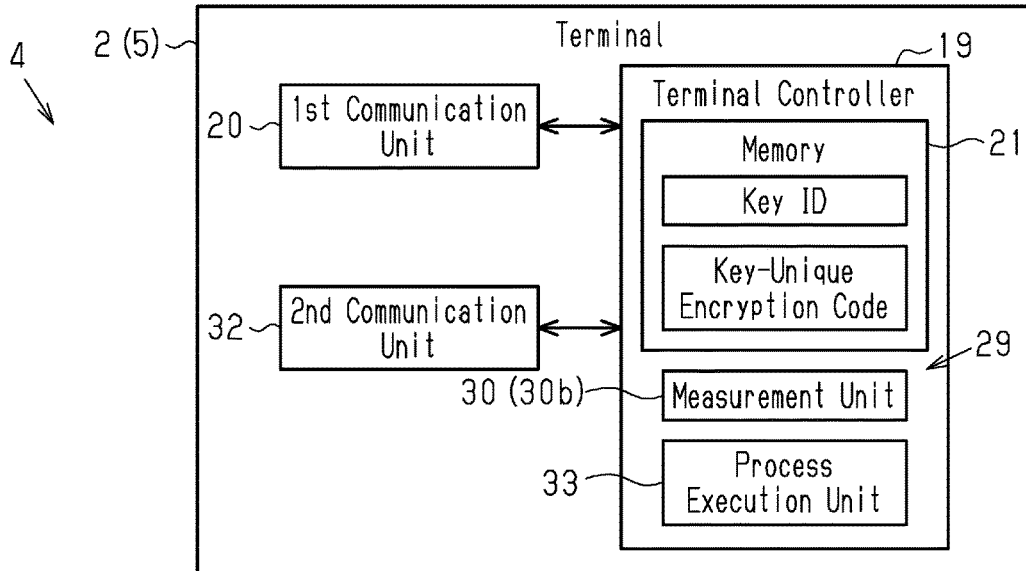 4
2 (5)
Terminal
19
20
1st Communication
Unit
Terminal Controller
21
Memory
Key ID
Key-Unique
Encryption Code
32
2nd Communication
Unit
29
30 (30b)
Measurement Unit
33
Process
Execution Unit